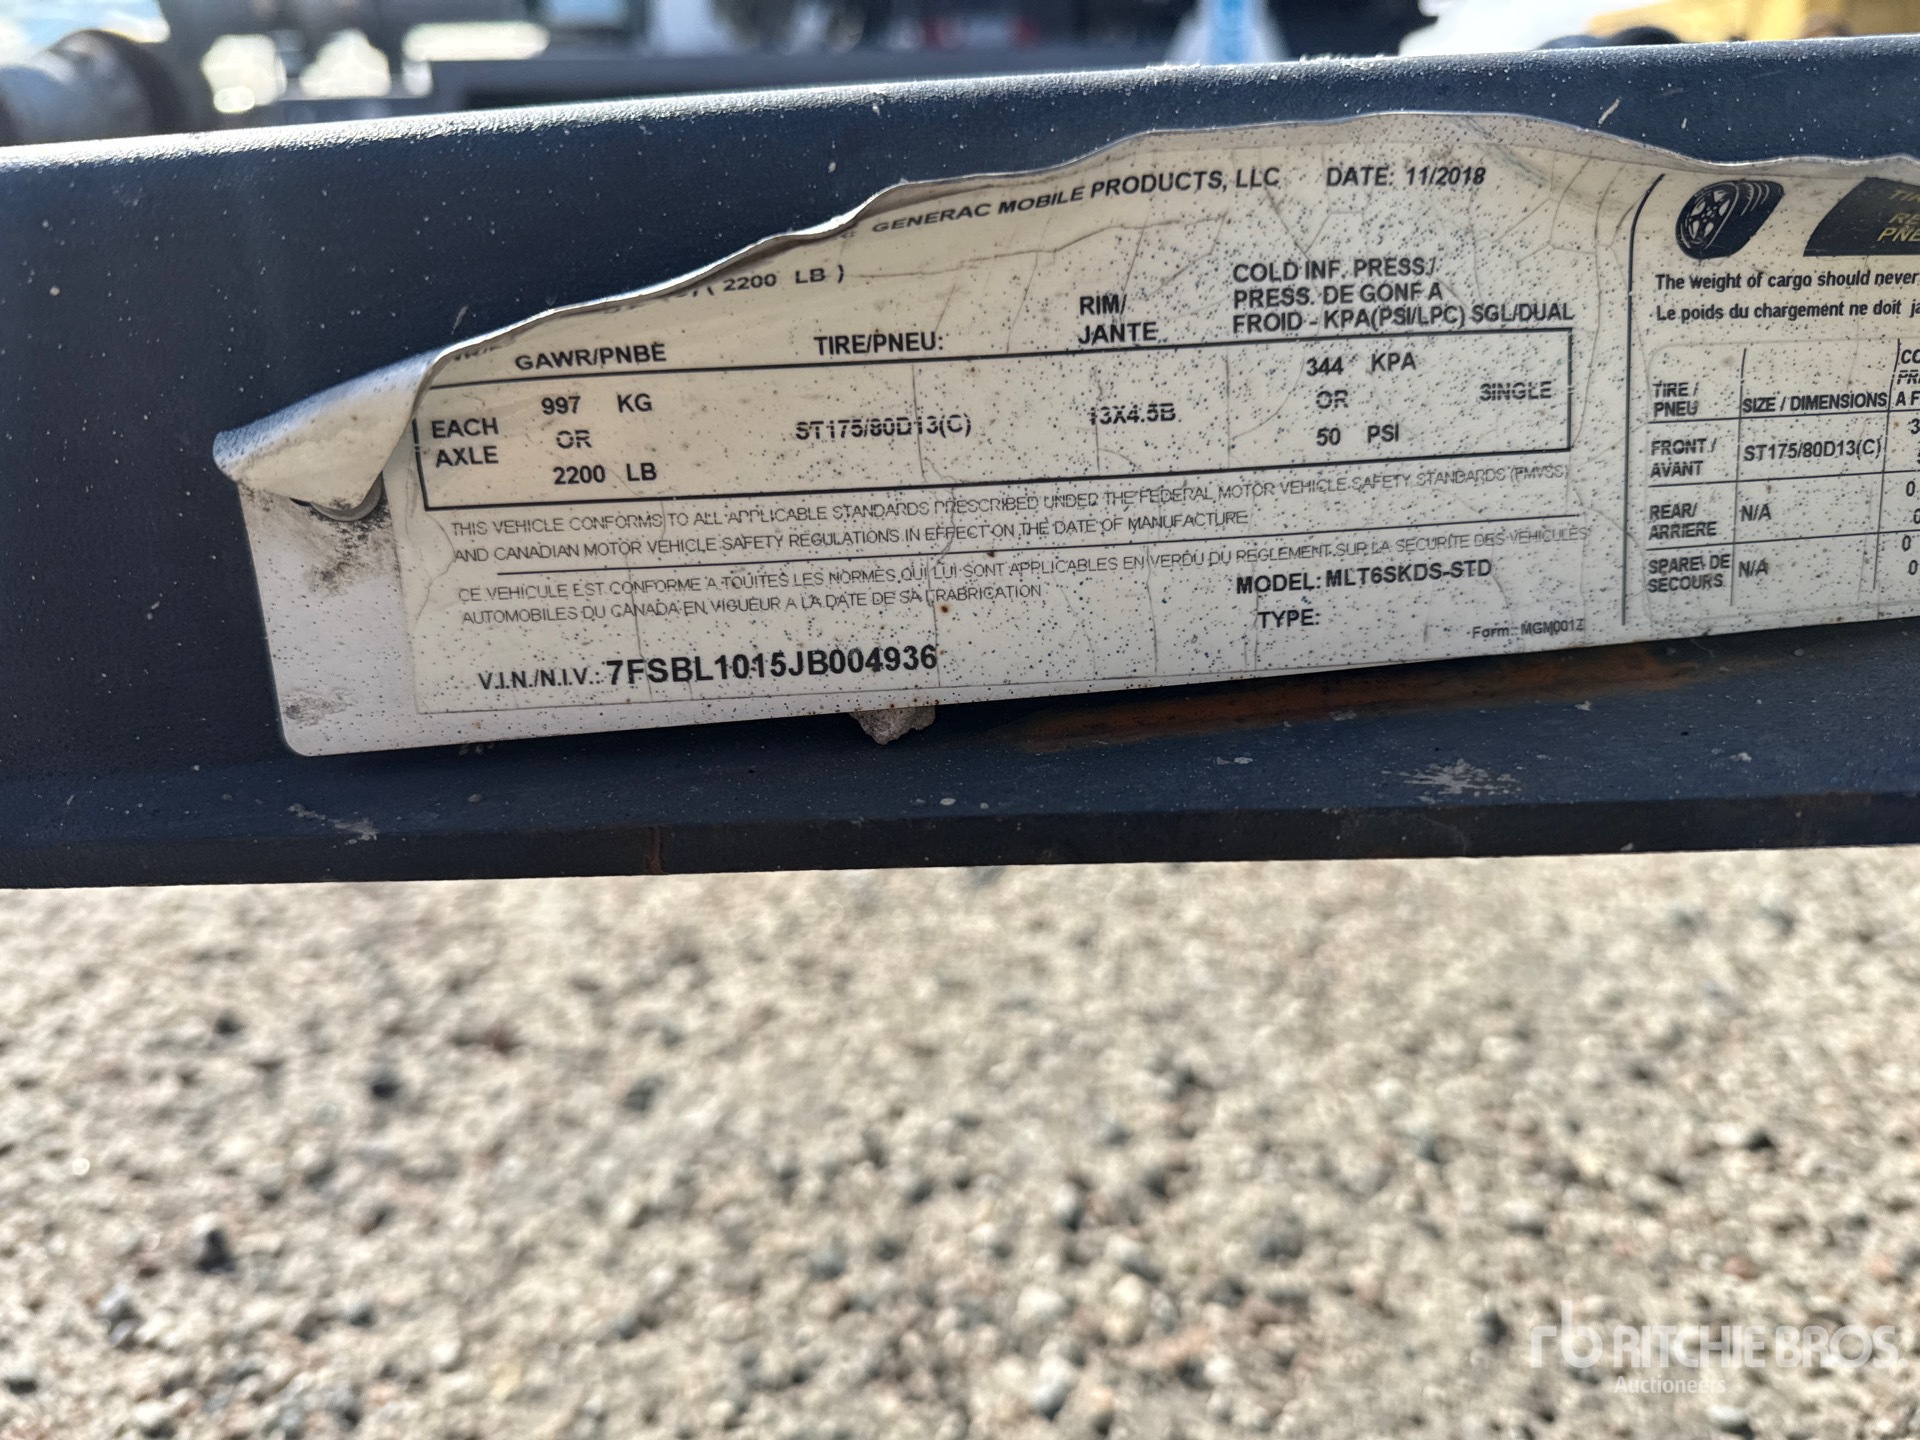 GENERAC MOBILE PRODUCTS, LLC DATE: 11/2018
( 2200 LB )
GAWR/PNBE TIRE/PNEU: RIM/
JANTE
COLD INF. PRESS./
PRESS. DE GONF A
FROID - KPA(PSI/LPC) SGL/DUAL
EACH
AXLE
997 KG
OR
2200 LB
ST175/80D13(C)
13X4.5B
344 KPA
OR
50 PSI
SINGLE
THIS VEHICLE CONFORMS TO ALL APPLICABLE STANDARDS PRESCRIBED UNDER THE FEDERAL MOTOR VEHICLE SAFETY STANDARDS (FMVSS)
AND CANADIAN MOTOR VEHICLE SAFETY REGULATIONS IN EFFECT ON THE DATE OF MANUFACTURE
CE VEHICULE EST CONFORME A TOUTES LES NORMES QUI LUI SONT APPLICABLES EN VERDU DU REGLEMENT SUR LA SECURITE DES VEHICULES
AUTOMOBILES DU CANADA EN VIGUEUR A LA DATE DE SA FRABRICATION
MODEL: MLT6SKDS-STD
TYPE:
V.I.N./N.I.V.: 7FSBL1015JB004936
Form: MGM001Z
The weight of cargo should never
Le poids du chargement ne doit
TIRE /
PNEU
SIZE / DIMENSIONS
A F
FRONT /
AVANT
ST175/80D13(C)
REAR/
ARRIERE
N/A
0
SPARE\ DE
SECOURS
N/A
0
0
rb RITCHIE BROS.
Auctioneers